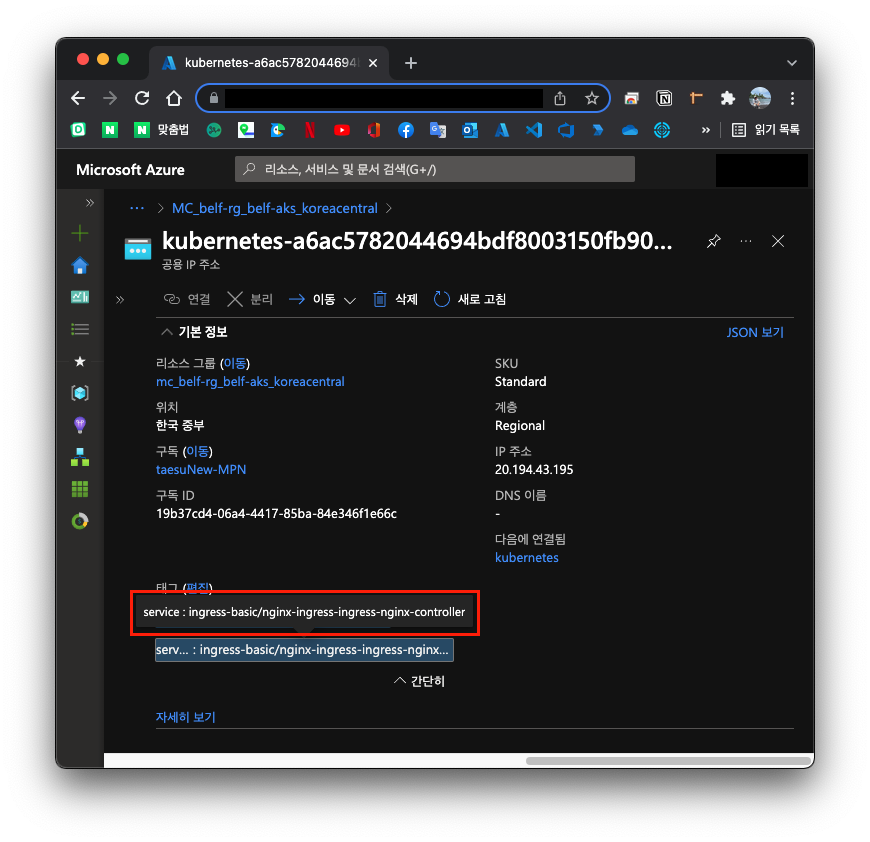 kubernetes-a6ac5782044694
맞춤법
읽기 목록
Microsoft Azure
리소스, 서비스 및 문서 검색(G+/)
MC_belf-rg_belf-aks_koreacentral
kubernetes-a6ac5782044694bdf8003150fb90...
공용 IP 주소
연결 분리 이동 삭제 새로 고침
기본 정보
JSON 보기
리소스 그룹 (이동)
mc_belf-rg_belf-aks_koreacentral
위치
한국 중부
구독 (이동)
taesuNew-MPN
구독 ID
19b37cd4-06a4-4417-85ba-84e346f1e66c
SKU
Standard
계층
Regional
IP 주소
20.194.43.195
DNS 이름
-
다음에 연결됨
kubernetes
태그 (편집)
service : ingress-basic/nginx-ingress-ingress-nginx-controller
serv... : ingress-basic/nginx-ingress-ingress-nginx...
간단히
자세히 보기